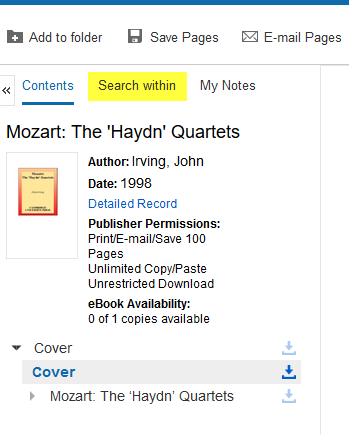 Add to folder Save Pages E-mail Pages
« Contents Search within My Notes
Mozart: The 'Haydn' Quartets
Author: Irving, John
Date: 1998
Detailed Record
Publisher Permissions:
Print/E-mail/Save 100
Pages
Unlimited Copy/Paste
Unrestricted Download
eBook Availability:
0 of 1 copies available
Cover
Cover
Mozart: The ‘Haydn’ Quartets